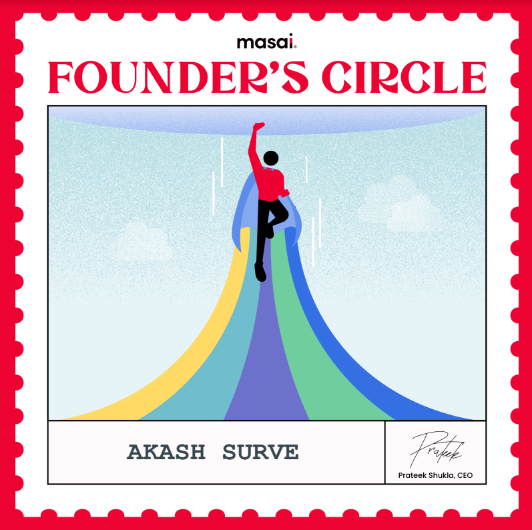 masai.
FOUNDER'S CIRCLE
AKASH SURVE
Prateek
Prateek Shukla, CEO